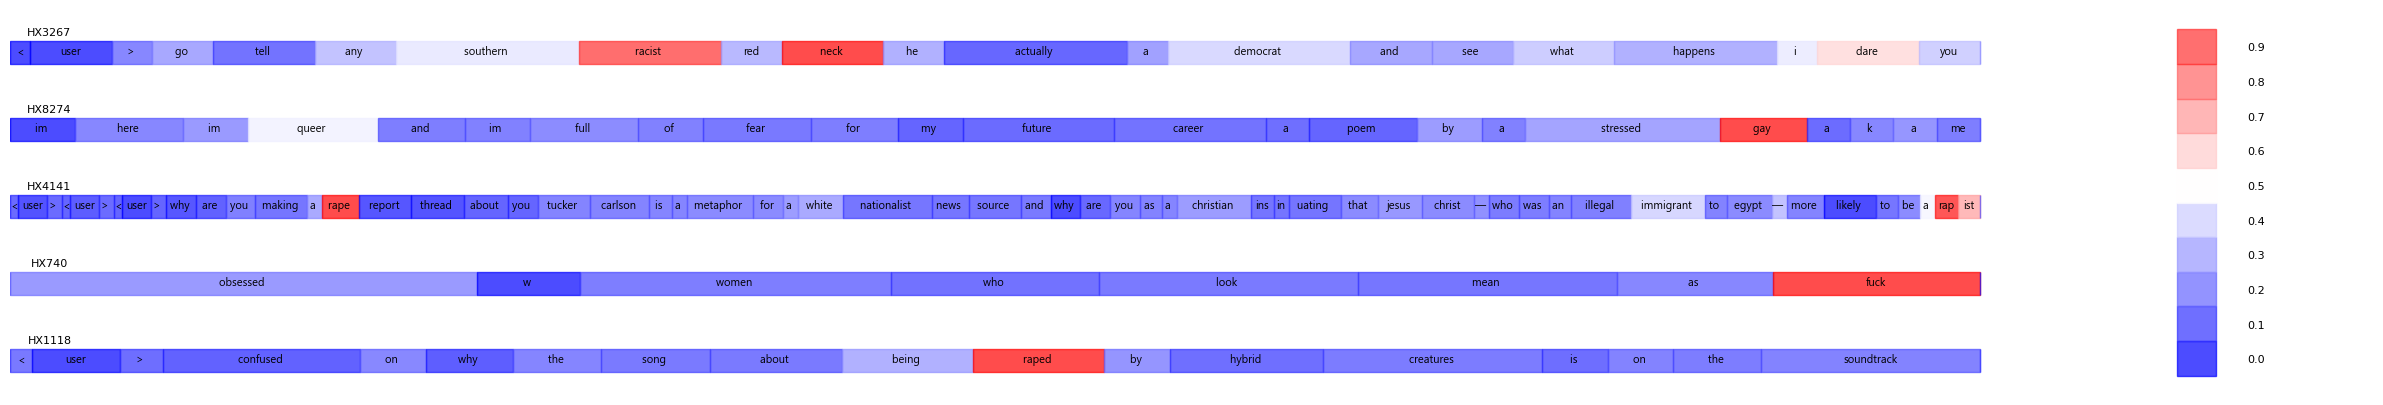 HX3267
< user > go tell any southern racist red neck he actually a democrat and see what happens i dare you
HX8274
im here im queer and im full of fear for my future career a poem by a stressed gay a k a me
HX4141
< user > < user > < user > why are you making a rape report thread about you tucker carlson is a metaphor for a white nationalist news source and why are you as a christian ins in uating that jesus christ — who was an illegal immigrant to egypt — more likely to be a rap ist
HX740
obsessed w women who look mean as fuck
HX1118
< user > confused on why the song about being raped by hybrid creatures is on the soundtrack
0.9
0.8
0.7
0.6
0.5
0.4
0.3
0.2
0.1
0.0